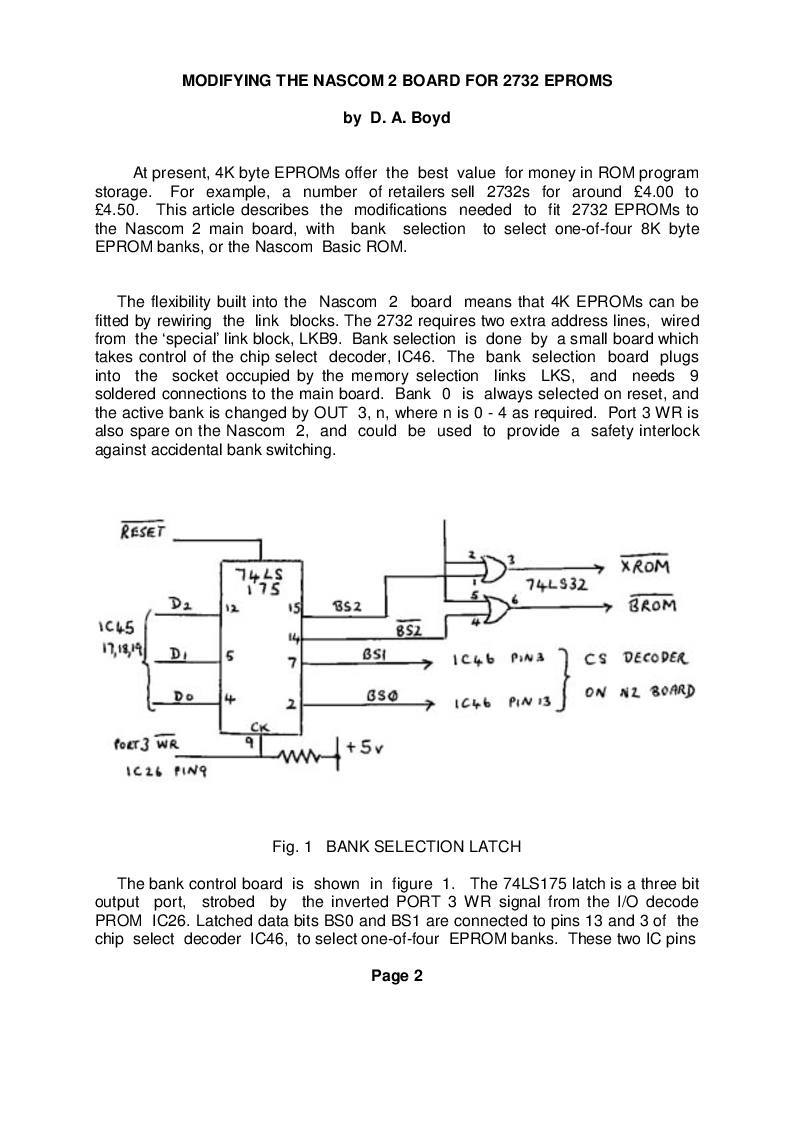 MODIFYING THE NASCOM 2 BOARD FOR 2732 EPROMS
by D. A. Boyd
At present, 4K byte EPROMs offer the best value for money in ROM program
storage. For example, a number of retailers sell 2732s for around £4.00 to
£4.50. This article describes the modifications needed to fit 2732 EPROMs to
the Nascom 2 main board, with bank selection to select one-of-four 8K byte
EPROM banks, or the Nascom Basic ROM.
The flexibility built into the Nascom 2 board means that 4K EPROMs can be
fitted by rewiring the link blocks. The 2732 requires two extra address lines, wired
from the ‘special’ link block, LKB9. Bank selection is done by a small board which
takes control of the chip select decoder, IC46. The bank selection board plugs
into the socket occupied by the memory selection links LKS, and needs 9
soldered connections to the main board. Bank 0 is always selected on reset, and
the active bank is changed by OUT 3, n, where n is 0 - 4 as required. Port 3 WR is
also spare on the Nascom 2, and could be used to provide a safety interlock
against accidental bank switching.
RESET
74LS
175
2
3
1
XROM
74LS32
5
6
4
BROM
D2
12
15
BS2
14
BS2
IC45
17,18,19
D1
5
7
BS1
IC46 PIN3
CS DECODER
D0
4
2
BS0
IC46 PIN 13
ON N2 BOARD
CK
9
PORT3 WR
+5v
IC26 PIN9
Fig. 1 BANK SELECTION LATCH
The bank control board is shown in figure 1. The 74LS175 latch is a three bit
output port, strobed by the inverted PORT 3 WR signal from the I/O decode
PROM IC26. Latched data bits BS0 and BS1 are connected to pins 13 and 3 of the
chip select decoder IC46, to select one-of-four EPROM banks. These two IC pins
Page 2